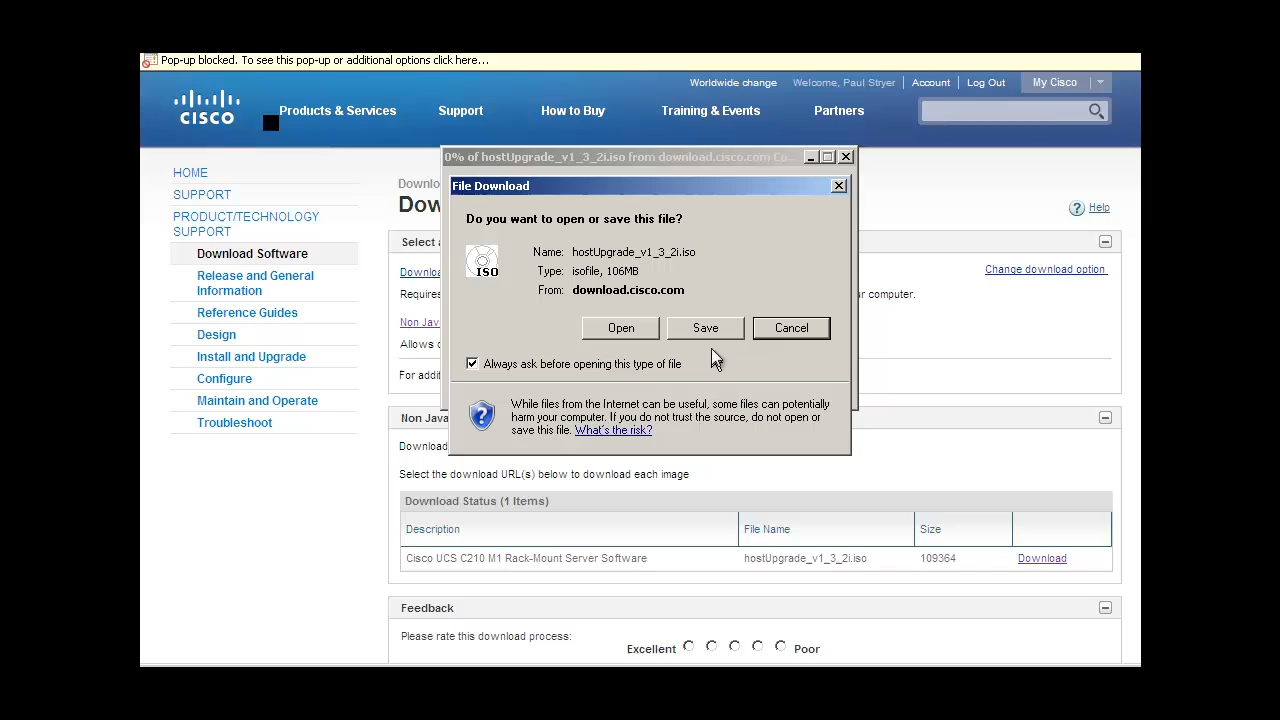 Pop-up blocked. To see this pop-up or additional options click here...
Worldwide change Welcome, Paul Stryer Account Log Out My Cisco
CISCO
Products & Services Support How to Buy Training & Events Partners
HOME
SUPPORT
PRODUCT/TECHNOLOGY
SUPPORT
Download Software
Release and General
Information
Reference Guides
Design
Install and Upgrade
Configure
Maintain and Operate
Troubleshoot
Help
Change download option
0% of hostUpgrade_v1_3_2i.iso from download.cisco.com Co...
File Download
Do you want to open or save this file?
ISO
Name: hostUpgrade_v1_3_2i.iso
Type: isofile, 106MB
From: download.cisco.com
Open Save Cancel
Always ask before opening this type of file
While files from the Internet can be useful, some files can potentially
harm your computer. If you do not trust the source, do not open or
save this file. What's the risk?
Requires
computer.
Non Jav
Allows
For addi
Non Java
Download
Select the download URL(s) below to download each image
Download Status (1 Items)
Description File Name Size
Cisco UCS C210 M1 Rack-Mount Server Software hostUpgrade_v1_3_2i.iso 109364 Download
Feedback
Please rate this download process:
Excellent Poor